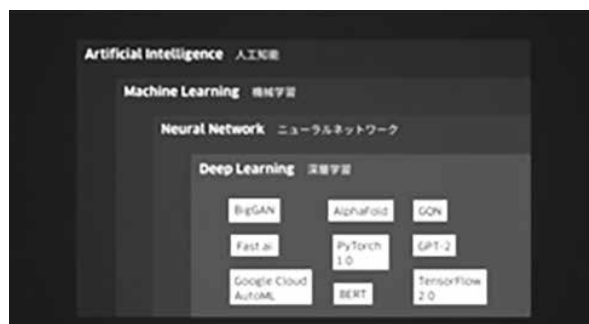 Artificial Intelligence 人工知能
Machine Learning 機械学習
Neural Network ニューラルネットワーク
Deep Learning 深層学習
BigGAN AlphaFold GQN
Fast.ai PyTorch 1.0 GPT-2
Google Cloud AutoML BERT TensorFlow 2.0